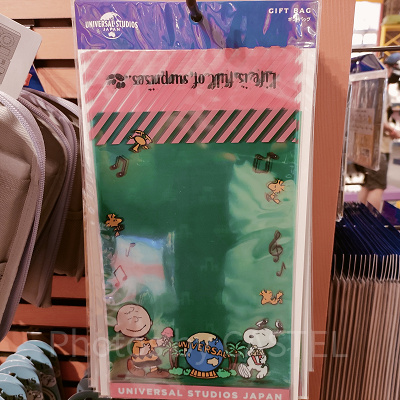 UNIVERSAL STUDIOS
JAPAN
GIFT BAG
ギフトバッグ
Life is full of surprises.
UNIVERSAL
UNIVERSAL STUDIOS JAPAN